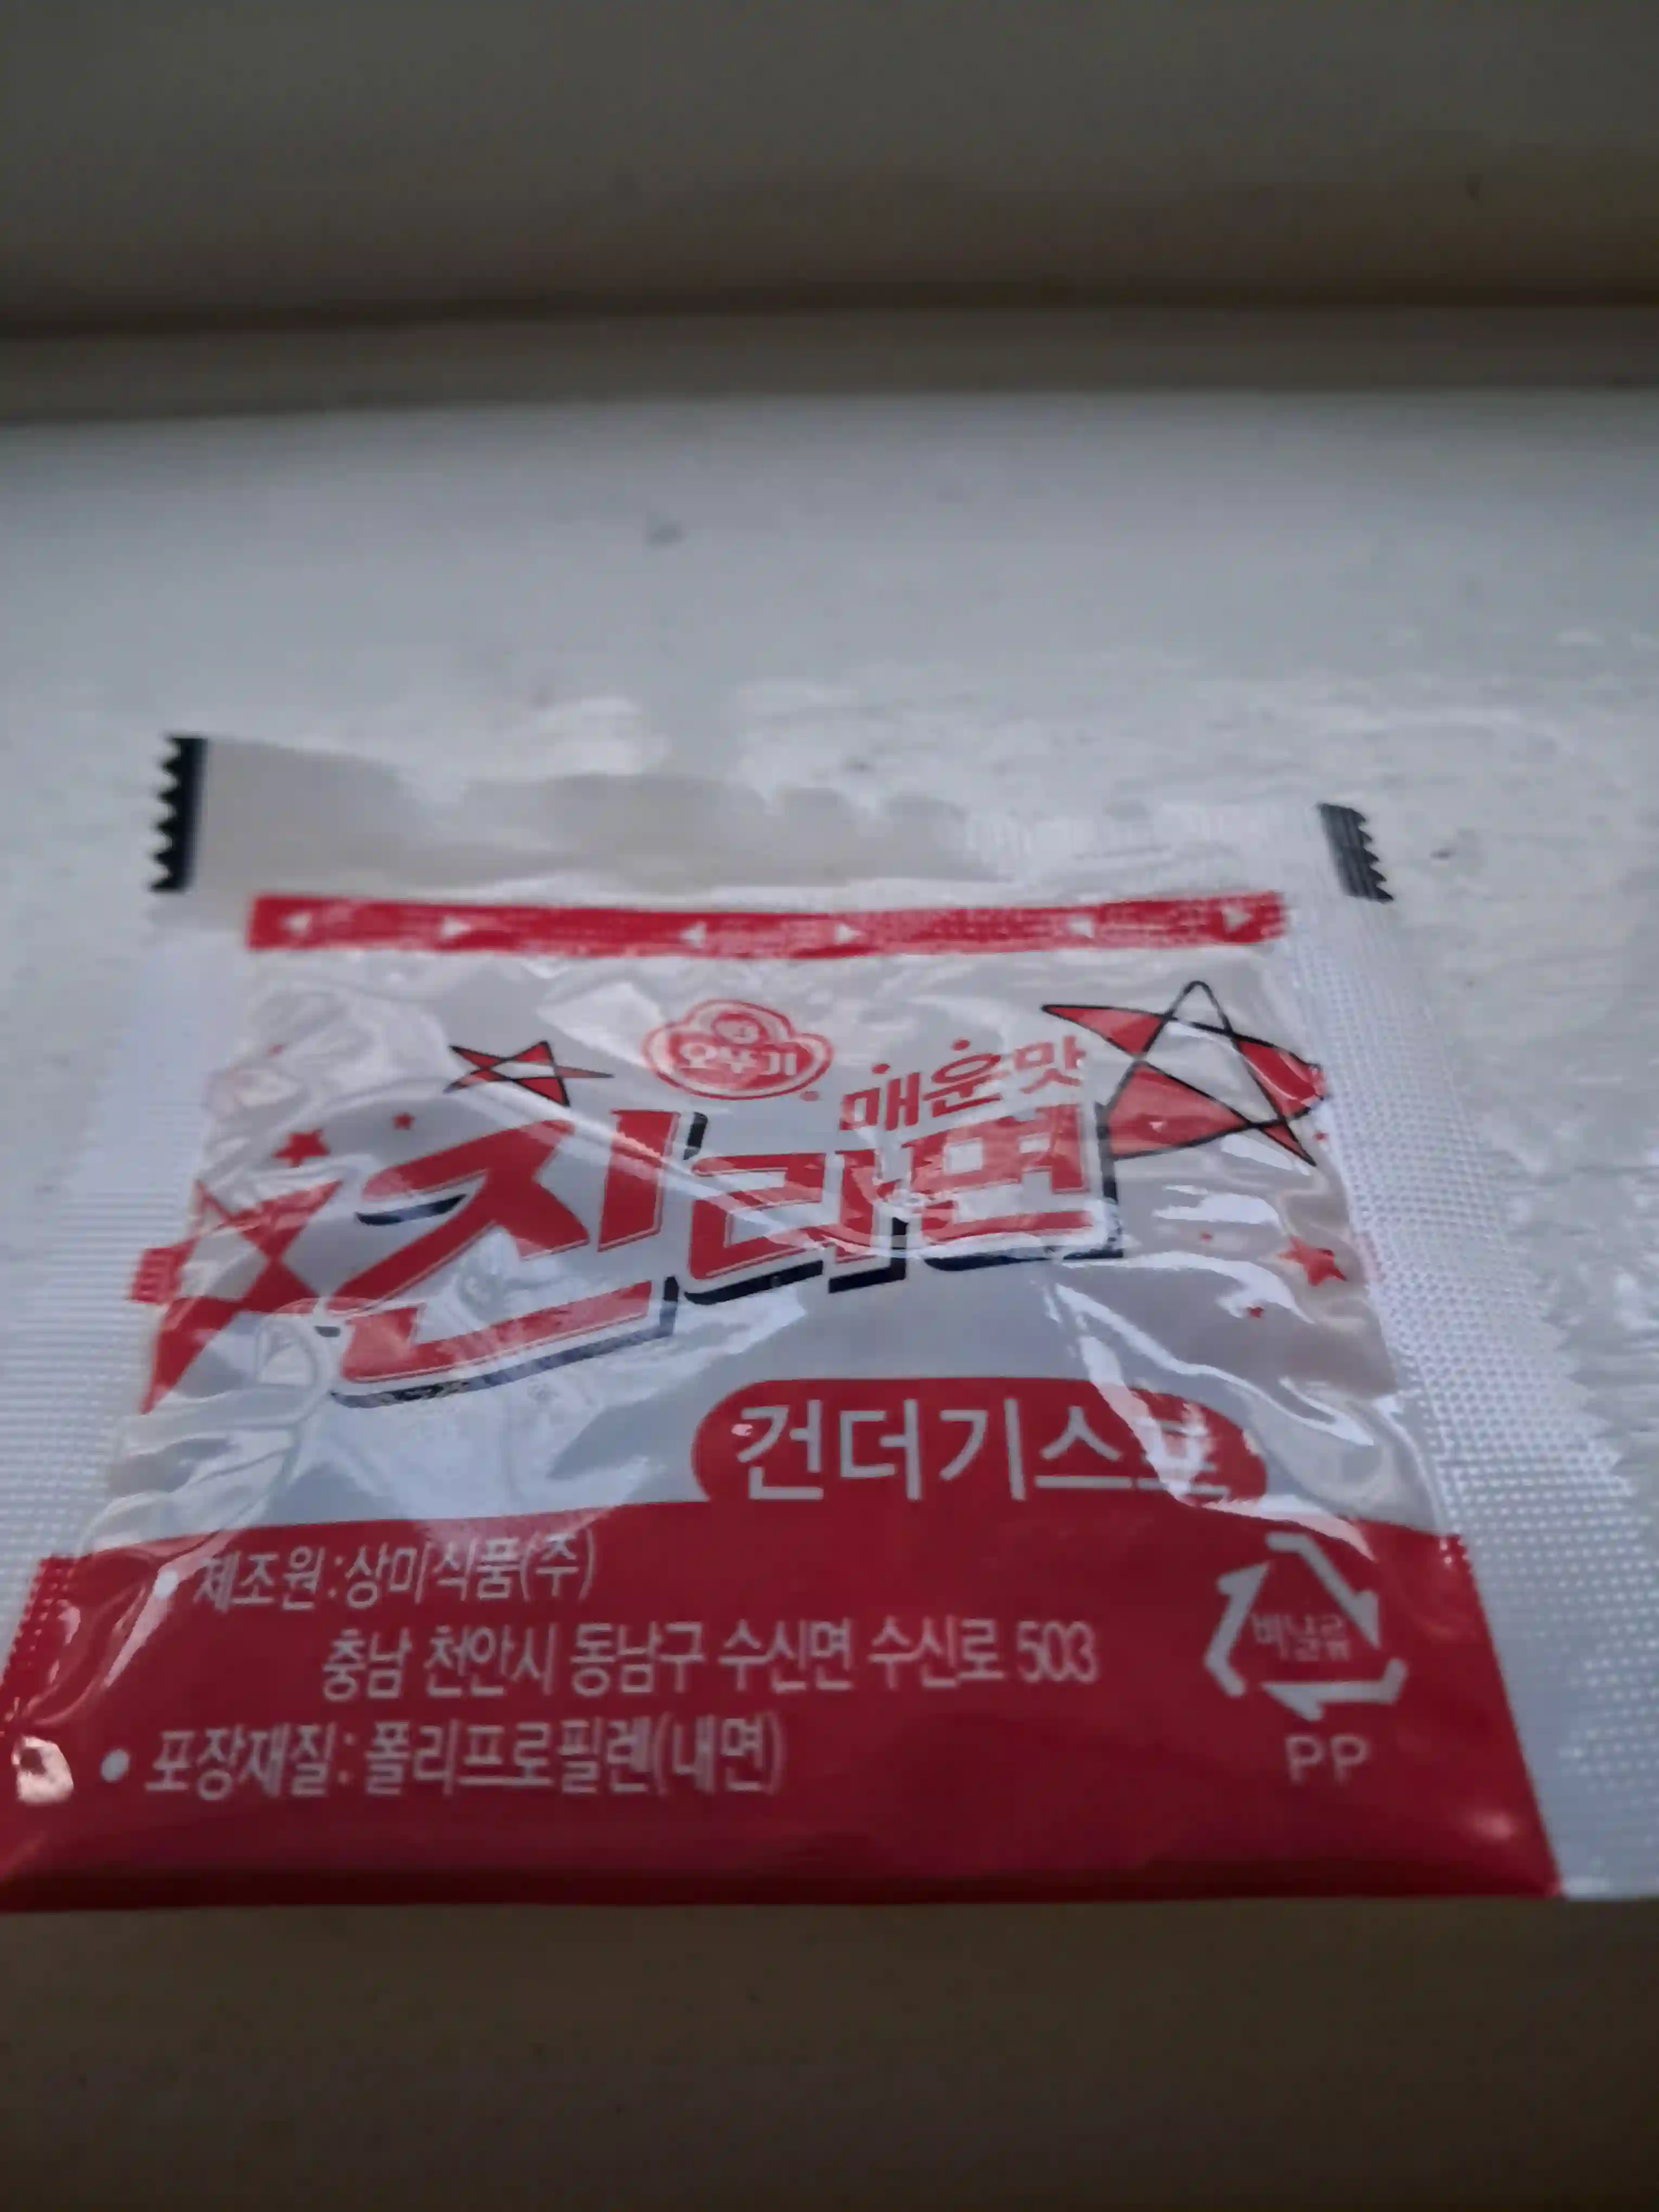 오뚜기
매운맛
진라면
건더기스프
• 제조원:상미식품(주)
충남 천안시 동남구 수신면 수신로 503
• 포장재질:폴리프로필렌(내면)
비닐류
PP